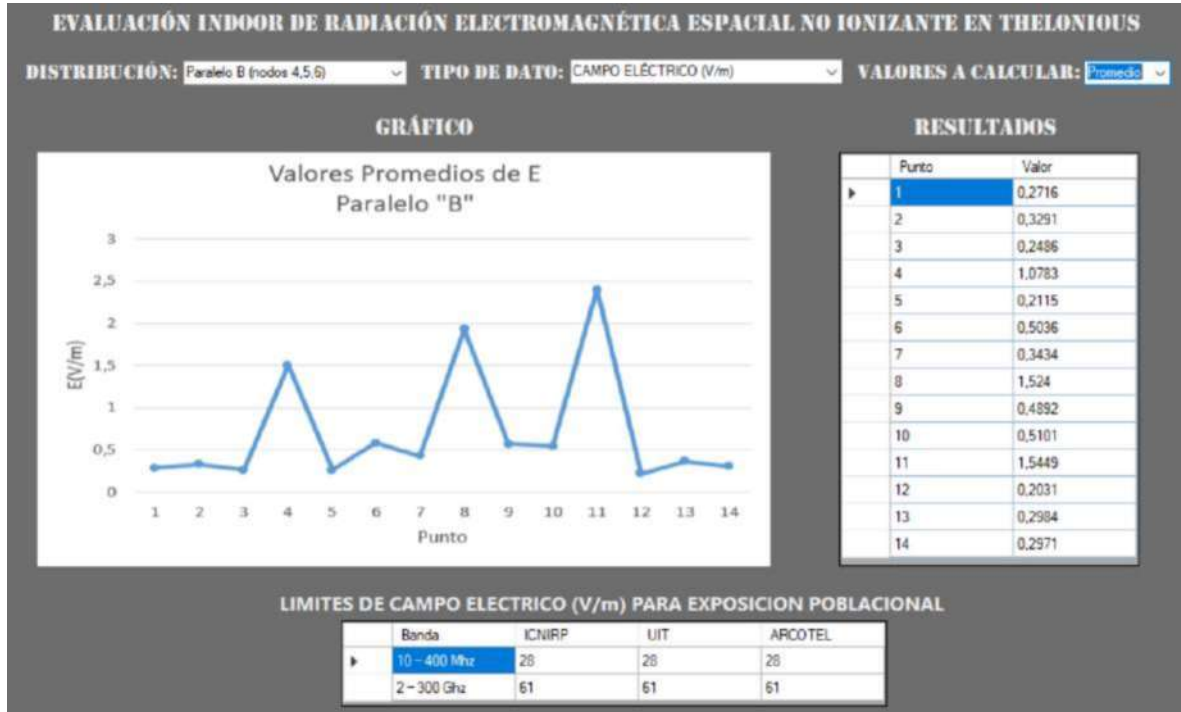 EVALUACIÓN INDOOR DE RADIACIÓN ELECTROMAGNÉTICA ESPACIAL NO IONIZANTE EN THELONIOUS
DISTRIBUCIÓN: Paralelo B (nodos 4,5,6) TIPO DE DATO: CAMPO ELÉCTRICO (V/m) VALORES A CALCULAR: Promedio
GRÁFICO
Valores Promedios de E
Paralelo "B"
3
2,5
2
1,5
1
0,5
0
E(V/m)
1 2 3 4 5 6 7 8 9 10 11 12 13 14
Punto
RESULTADOS
Punto Valor
1 0,2716
2 0,3291
3 0,2486
4 1,0783
5 0,2115
6 0,5036
7 0,3434
8 1,524
9 0,4892
10 0,5101
11 1,5449
12 0,2031
13 0,2984
14 0,2971
LIMITES DE CAMPO ELECTRICO (V/m) PARA EXPOSICION POBLACIONAL
Banda ICNIRP UIT ARCOTEL
10 – 400 Mhz 28 28 28
2 – 300 Ghz 61 61 61